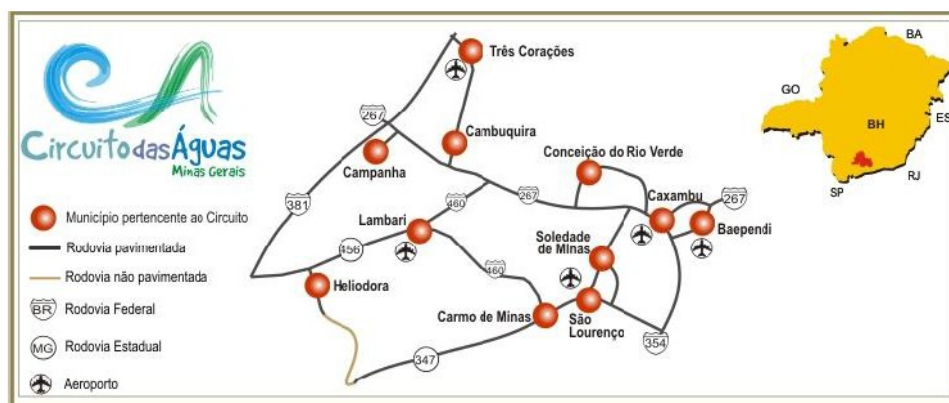 Circuito das Águas
Minas Gerais
Município pertencente ao Circuito
Rodovia pavimentada
Rodovia não pavimentada
BR
Rodovia Federal
MG
Rodovia Estadual
Aeroporto
Três Corações
267
Cambuquira
Campanha
Conceição do Rio Verde
381
460
267
Caxambu
267
Lambari
Baependi
456
Soledade
de Minas
460
Heliodora
Carmo de Minas
São
Lourenço
354
347
BA
GO
ES
BH
SP
RJ